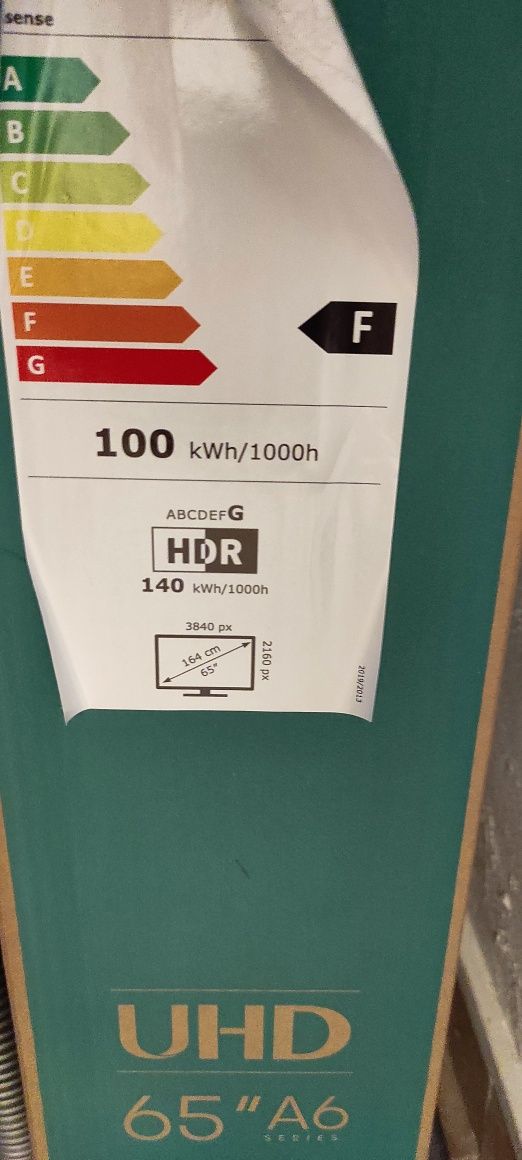 sense
A
B
C
D
E
F
F
G
100 kWh/1000h
ABCDEFG
HDR
140 kWh/1000h
3840 px
2160 px
164 cm
65"
2019/2013
UHD
65" A6
SERIES